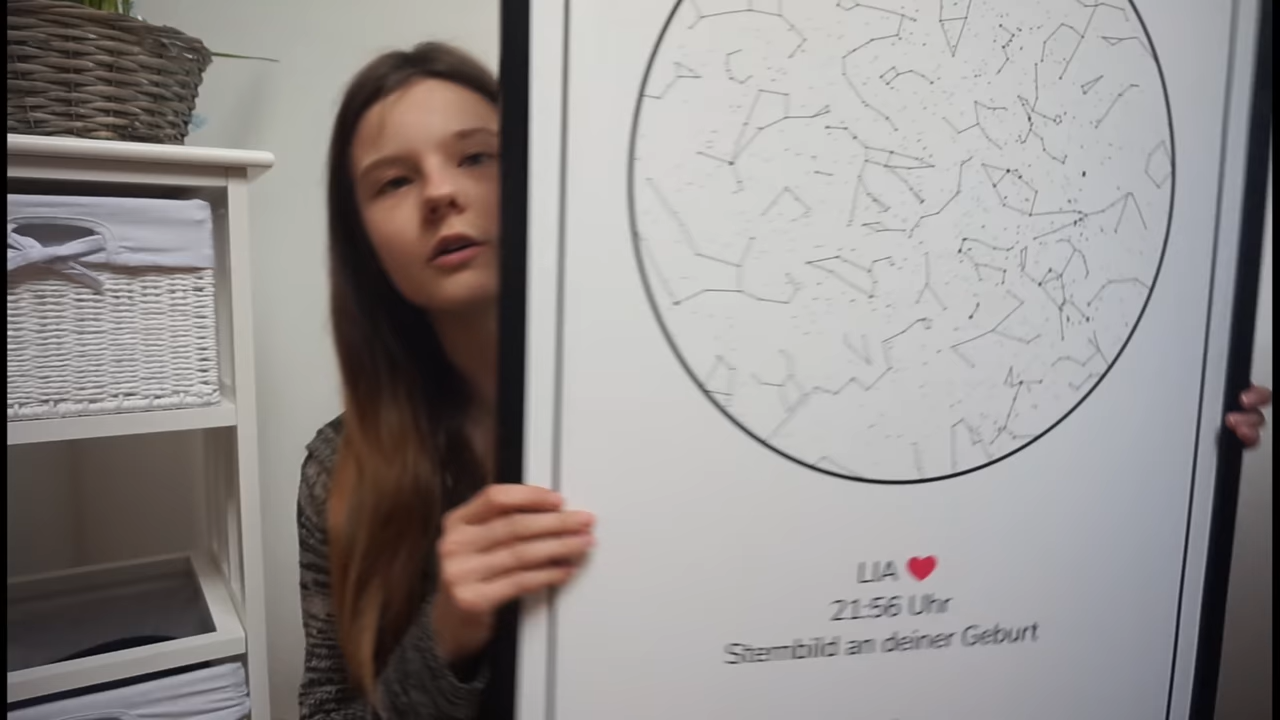 LIA ❤️
21:56 Uhr
Sternbild an deiner Geburt